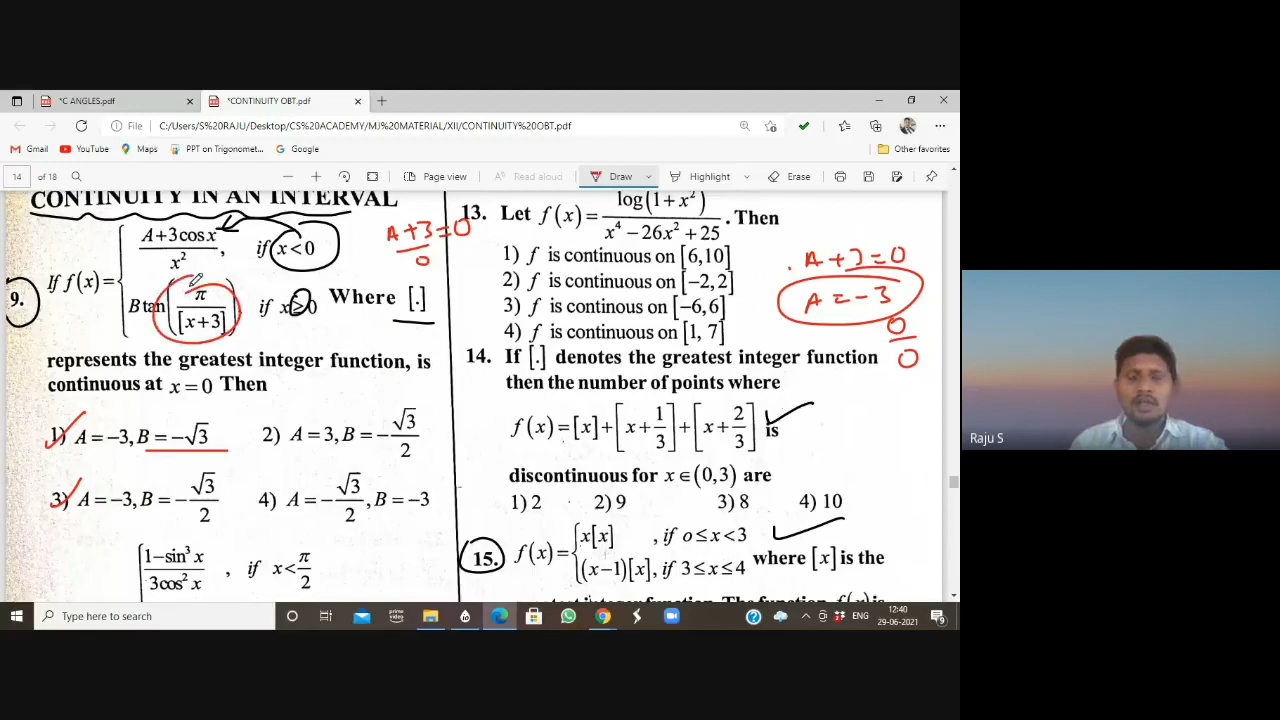 *C ANGLES.pdf
*CONTINUITY OBT.pdf
File
C:/Users/S%20RAJU/Desktop/CS%20ACADEMY/MJ%20MATERIAL/XII/CONTINUITY%20OBT.pdf
Gmail YouTube Maps PPT on Trigonomet... Google Other favorites
14 of 18 Page view Read aloud Draw Highlight Erase
CONTINUITY IN AN INTERVAL
9. If f(x) = { (A+3cos x)/x², if x<0
B tan(π/[x+3]) if x≥0 Where [.]
represents the greatest integer function, is
continuous at x=0 Then
1) A=−3, B=−√3 2) A=3, B=−√3/2
3) A=−3, B=−√3/2 4) A=−√3/2, B=−3
{ (1−sin³x)/(3cos²x) , if x<π/2
A+3=0
0
13. Let f(x) = log(1+x²)/(x⁴−26x²+25) . Then
1) f is continuous on [6,10]
2) f is continuous on [−2,2]
3) f is continous on [−6,6]
4) f is continuous on [1, 7]
A+3=0
A=−3
0
0
14. If [.] denotes the greatest integer function
then the number of points where
f(x)=[x]+[x+1/3]+[x+2/3] is
discontinuous for x∈(0,3) are
1) 2 2) 9 3) 8 4) 10
15. f(x)={ x[x] , if o≤x<3
(x−1)[x], if 3≤x≤4 where [x] is the
Raju S
Type here to search
prime video
ENG
12:40
29-06-2021